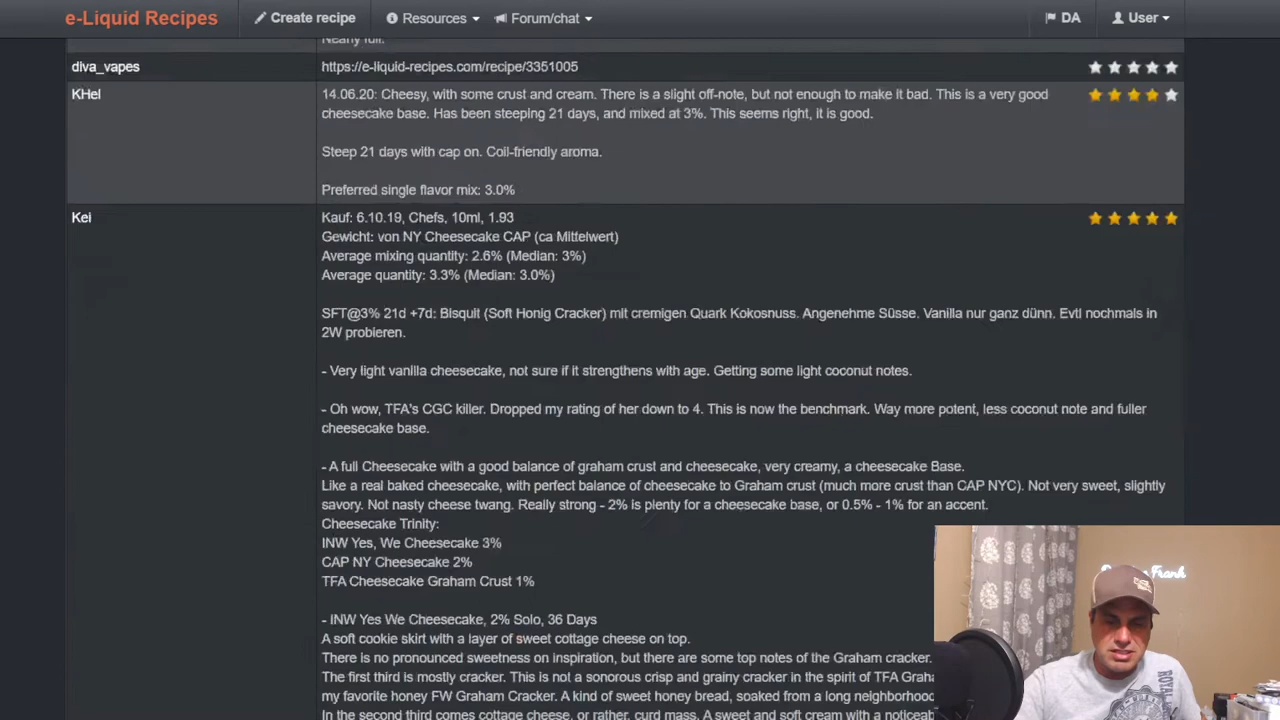 e-Liquid Recipes Create recipe Resources Forum/chat DA User
Nearly full.
diva_vapes https://e-liquid-recipes.com/recipe/3351005
KHel 14.06.20: Cheesy, with some crust and cream. There is a slight off-note, but not enough to make it bad. This is a very good
cheesecake base. Has been steeping 21 days, and mixed at 3%. This seems right, it is good.
Steep 21 days with cap on. Coil-friendly aroma.
Preferred single flavor mix: 3.0%
Kei Kauf: 6.10.19, Chefs, 10ml, 1.93
Gewicht: von NY Cheesecake CAP (ca Mittelwert)
Average mixing quantity: 2.6% (Median: 3%)
Average quantity: 3.3% (Median: 3.0%)
SFT@3% 21d +7d: Bisquit (Soft Honig Cracker) mit cremigen Quark Kokosnuss. Angenehme Süsse. Vanilla nur ganz dünn. Evtl nochmals in
2W probieren.
- Very light vanilla cheesecake, not sure if it strengthens with age. Getting some light coconut notes.
- Oh wow, TFA's CGC killer. Dropped my rating of her down to 4. This is now the benchmark. Way more potent, less coconut note and fuller
cheesecake base.
- A full Cheesecake with a good balance of graham crust and cheesecake, very creamy, a cheesecake Base.
Like a real baked cheesecake, with perfect balance of cheesecake to Graham crust (much more crust than CAP NYC). Not very sweet, slightly
savory. Not nasty cheese twang. Really strong - 2% is plenty for a cheesecake base, or 0.5% - 1% for an accent.
Cheesecake Trinity:
INW Yes, We Cheesecake 3%
CAP NY Cheesecake 2%
TFA Cheesecake Graham Crust 1%
- INW Yes We Cheesecake, 2% Solo, 36 Days
A soft cookie skirt with a layer of sweet cottage cheese on top.
There is no pronounced sweetness on inspiration, but there are some top notes of the Graham cracker.
The first third is mostly cracker. This is not a sonorous crisp and grainy cracker in the spirit of TFA Graha
my favorite honey FW Graham Cracker. A kind of sweet honey bread, soaked from a long neighborhood
In the second third comes cottage cheese, or rather, curd mass. A sweet and soft cream with a noticeab
Frank